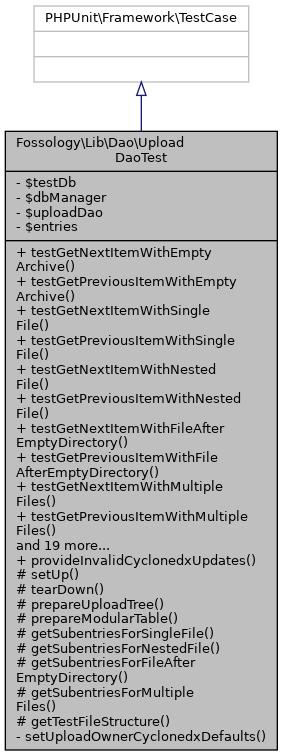 PHPUnit\Framework\TestCase
Fossology\Lib\Dao\Upload
DaoTest
- $testDb
- $dbManager
- $uploadDao
- $entries
+ testGetNextItemWithEmpty
Archive()
+ testGetPreviousItemWithEmpty
Archive()
+ testGetNextItemWithSingle
File()
+ testGetPreviousItemWithSingle
File()
+ testGetNextItemWithNested
File()
+ testGetPreviousItemWithNested
File()
+ testGetNextItemWithFileAfter
EmptyDirectory()
+ testGetPreviousItemWithFile
AfterEmptyDirectory()
+ testGetNextItemWithMultiple
Files()
+ testGetPreviousItemWithMultiple
Files()
and 19 more...
+ provideInvalidCyclonedxUpdates()
# setUp()
# tearDown()
# prepareUploadTree()
# prepareModularTable()
# getSubentriesForSingleFile()
# getSubentriesForNestedFile()
# getSubentriesForFileAfter
EmptyDirectory()
# getSubentriesForMultiple
Files()
# getTestFileStructure()
- setUploadOwnerCyclonedxDefaults()